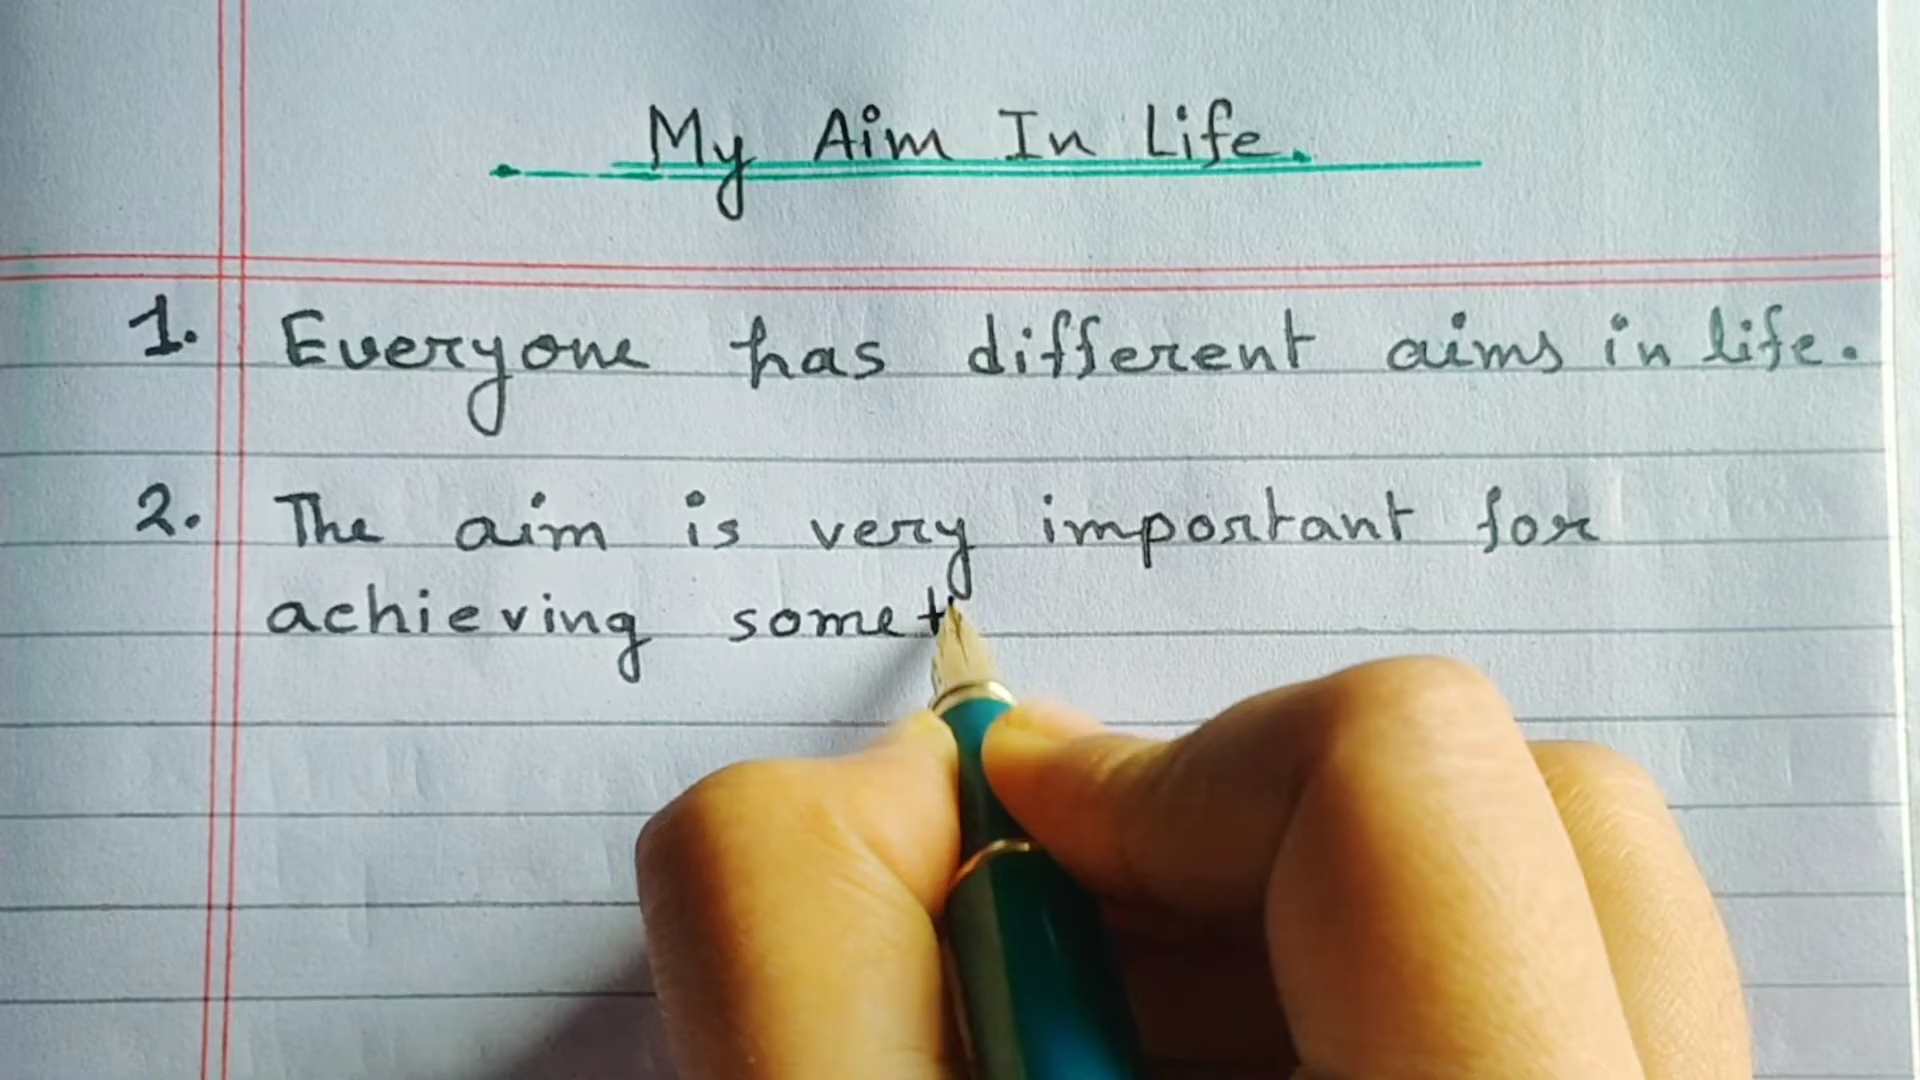 My Aim In Life.
1. Everyone has different aims in life.
2. The aim is very important for
achieving somet